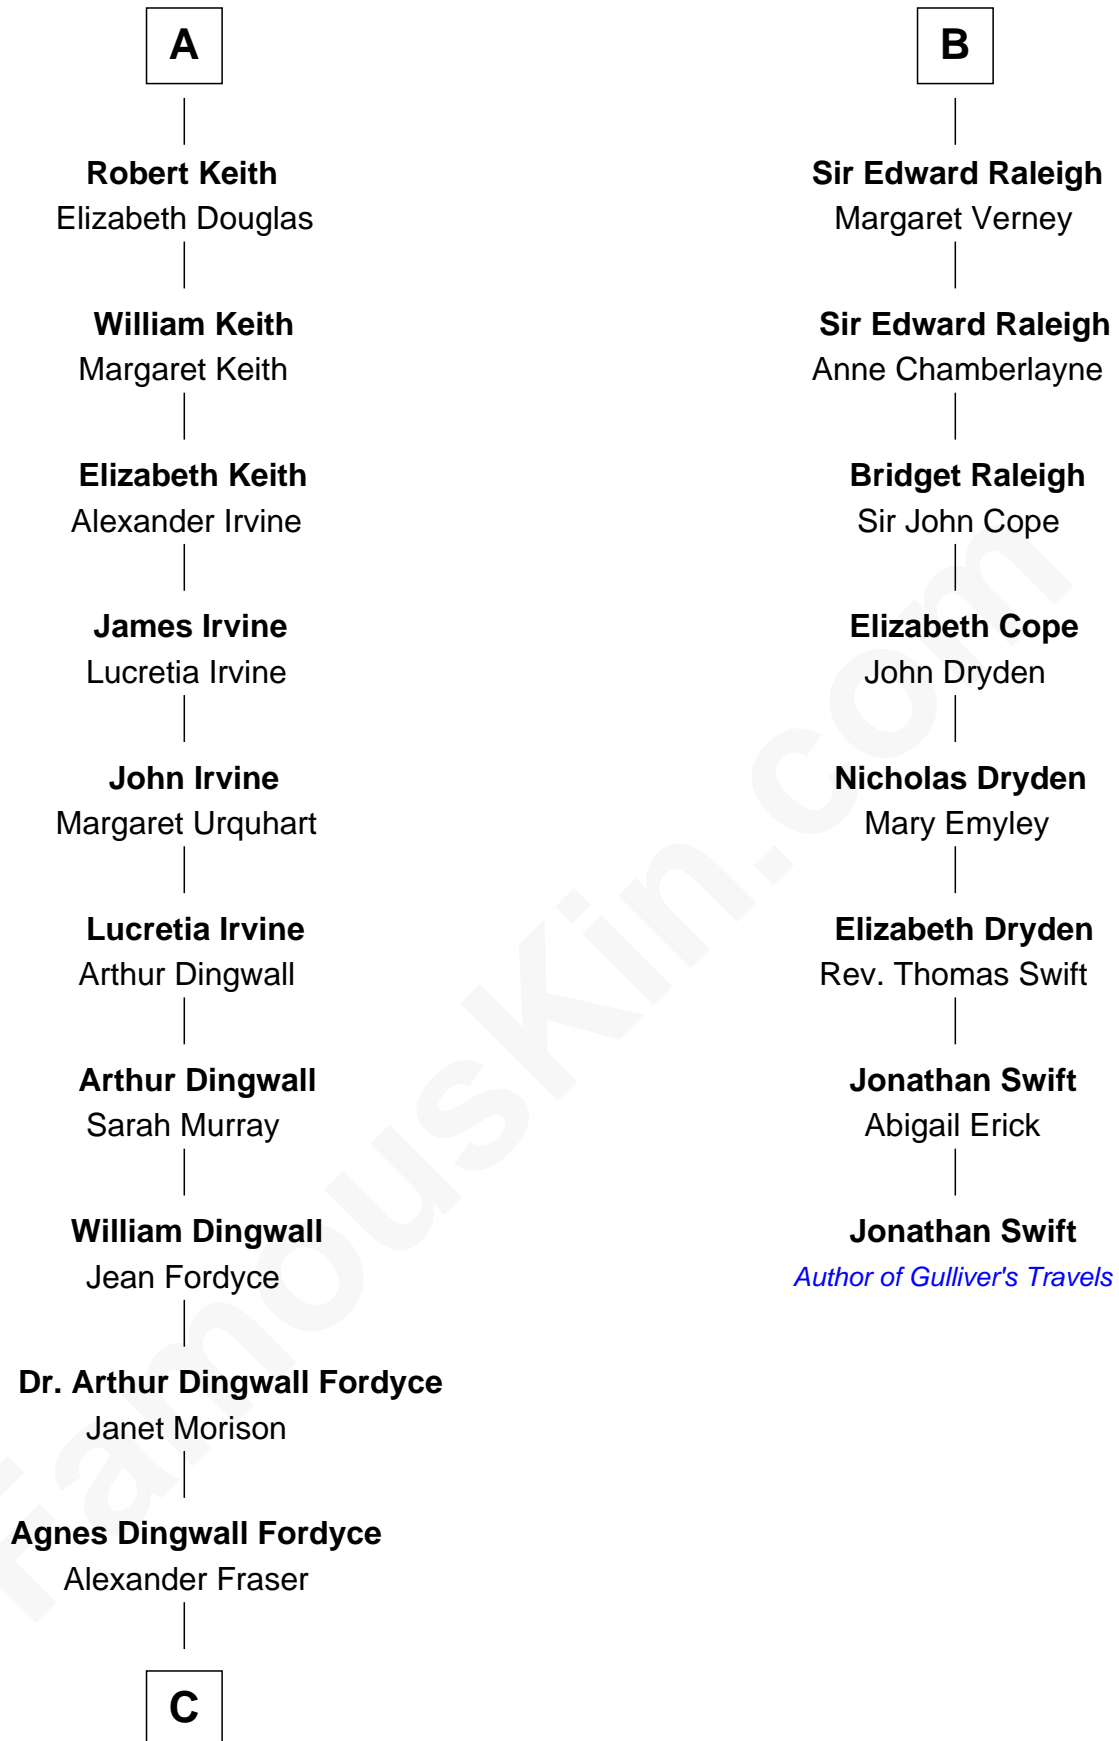 A
Robert Keith
Elizabeth Douglas
William Keith
Margaret Keith
Elizabeth Keith
Alexander Irvine
James Irvine
Lucretia Irvine
John Irvine
Margaret Urquhart
Lucretia Irvine
Arthur Dingwall
Arthur Dingwall
Sarah Murray
William Dingwall
Jean Fordyce
Dr. Arthur Dingwall Fordyce
Janet Morison
Agnes Dingwall Fordyce
Alexander Fraser
C
B
Sir Edward Raleigh
Margaret Verney
Sir Edward Raleigh
Anne Chamberlayne
Bridget Raleigh
Sir John Cope
Elizabeth Cope
John Dryden
Nicholas Dryden
Mary Emyley
Elizabeth Dryden
Rev. Thomas Swift
Jonathan Swift
Abigail Erick
Jonathan Swift
Author of Gulliver's Travels
FamousKin.com